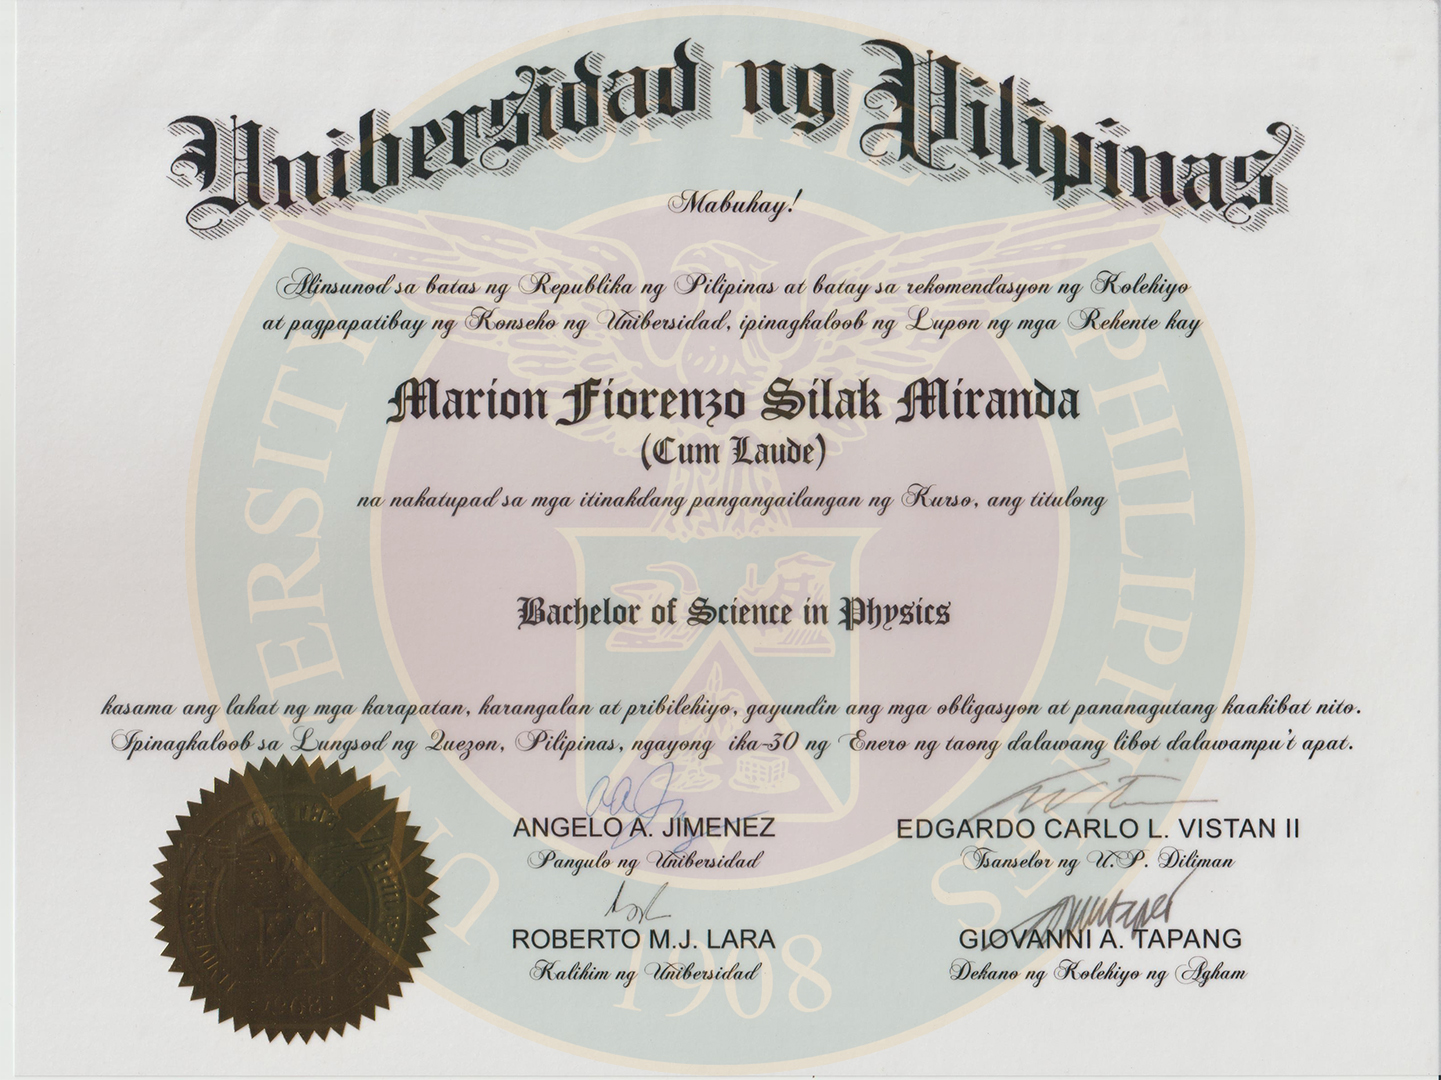 Unibersidad ng Pilipinas
Mabuhay!
Alinsunod sa batas ng Republika ng Pilipinas at batay sa rekomendasyon ng Kolehiyo
at pagpapatibay ng Konseho ng Unibersidad, ipinagkaloob ng Lupon ng mga Rehente kay
Marion Fiorenzo Silak Miranda
(Cum Laude)
na nakatupad sa mga itinakdang pangangailangan ng Kurso, ang titulong
Bachelor of Science in Physics
kasama ang lahat ng mga karapatan, karangalan at pribilehiyo, gayundin ang mga obligasyon at pananagutang kaakibat nito.
Ipinagkaloob sa Lungsod ng Quezon, Pilipinas, ngayong ika-30 ng Enero ng taong dalawang libot dalawampu't apat.
ANGELO A. JIMENEZ
Pangulo ng Unibersidad
EDGARDO CARLO L. VISTAN II
Tsanselor ng U.P. Diliman
ROBERTO M.J. LARA
Kalihim ng Unibersidad
GIOVANNI A. TAPANG
Dekano ng Kolehiyo ng Agham
UNIVERSITY OF THE PHILIPPINES
1908